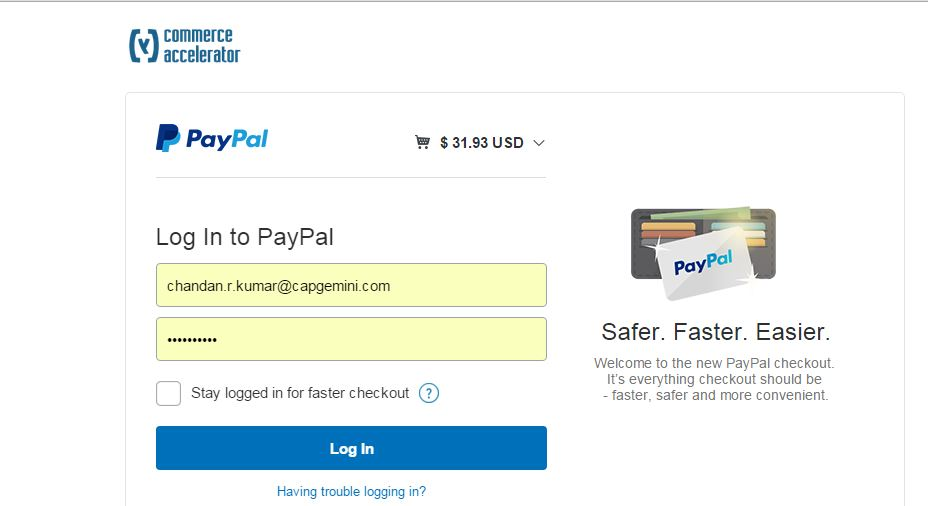 commerce
accelerator
PayPal
$ 31.93 USD
Log In to PayPal
chandan.r.kumar@capgemini.com
••••••••••
Stay logged in for faster checkout ?
Log In
Having trouble logging in?
PayPal
Safer. Faster. Easier.
Welcome to the new PayPal checkout.
It's everything checkout should be
- faster, safer and more convenient.